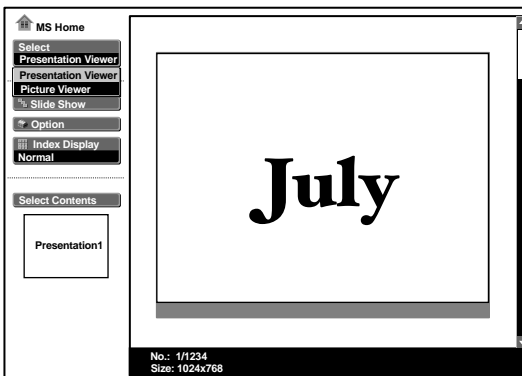 MS Home
Select
Presentation Viewer
Presentation Viewer
Picture Viewer
Slide Show
Option
Index Display
Normal
Select Contents
Presentation1
July
No.: 1/1234
Size: 1024x768